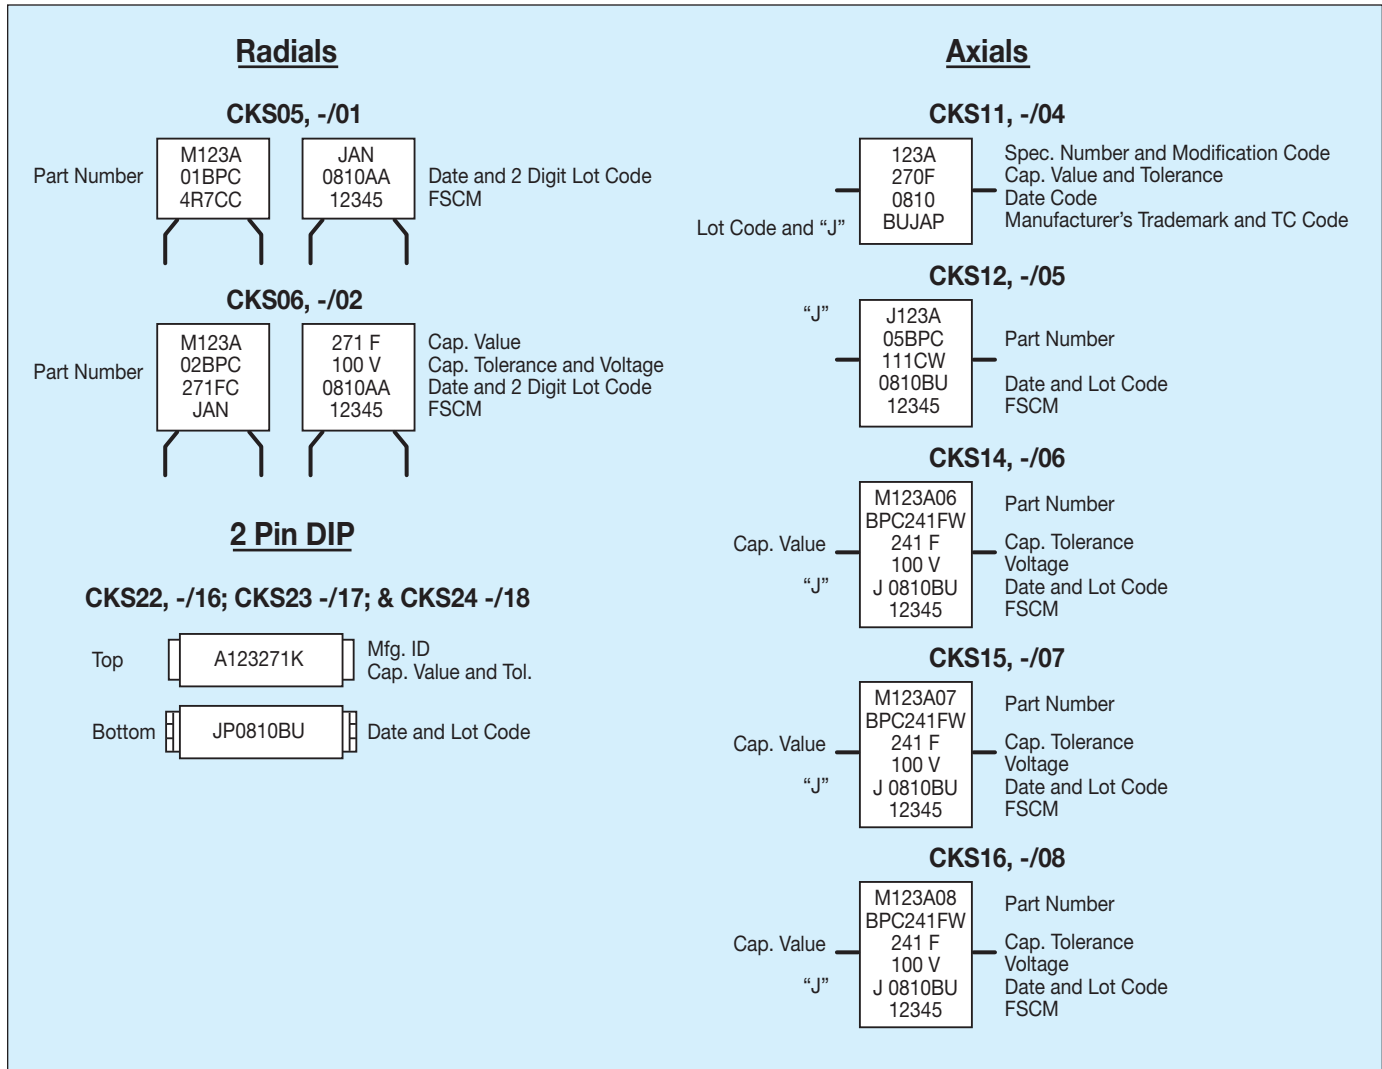 Radials
CKS05, -/01
Part Number
M123A
01BPC
4R7CC
JAN
0810AA
12345
Date and 2 Digit Lot Code
FSCM
CKS06, -/02
Part Number
M123A
02BPC
271FC
JAN
271 F
100 V
0810AA
12345
Cap. Value
Cap. Tolerance and Voltage
Date and 2 Digit Lot Code
FSCM
2 Pin DIP
CKS22, -/16; CKS23 -/17; & CKS24 -/18
Top
A123271K
Mfg. ID
Cap. Value and Tol.
Bottom
JP0810BU
Date and Lot Code
Axials
CKS11, -/04
Lot Code and “J”
123A
270F
0810
BUJAP
Spec. Number and Modification Code
Cap. Value and Tolerance
Date Code
Manufacturer’s Trademark and TC Code
CKS12, -/05
“J”
J123A
05BPC
111CW
0810BU
12345
Part Number
Date and Lot Code
FSCM
CKS14, -/06
Cap. Value
“J”
M123A06
BPC241FW
241 F
100 V
J 0810BU
12345
Part Number
Cap. Tolerance
Voltage
Date and Lot Code
FSCM
CKS15, -/07
Cap. Value
“J”
M123A07
BPC241FW
241 F
100 V
J 0810BU
12345
Part Number
Cap. Tolerance
Voltage
Date and Lot Code
FSCM
CKS16, -/08
Cap. Value
“J”
M123A08
BPC241FW
241 F
100 V
J 0810BU
12345
Part Number
Cap. Tolerance
Voltage
Date and Lot Code
FSCM